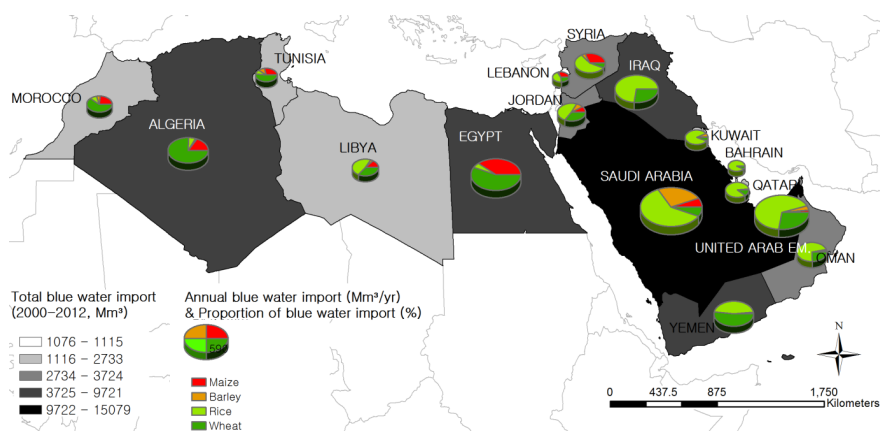 SYRIA
TUNISIA
LEBANON
IRAQ
MOROCCO
JORDAN
ALGERIA
LIBYA
EGYPT
KUWAIT
BAHRAIN
SAUDI ARABIA
QATAR
UNITED ARAB EM.
OMAN
YEMEN
N
Total blue water import
(2000-2012, Mm³)
1076 - 1115
1116 - 2733
2734 - 3724
3725 - 9721
9722 - 15079
Annual blue water import (Mm³/yr)
& Proportion of blue water import (%)
Maize
Barley
Rice
Wheat
0 437.5 875 1,750
Kilometers